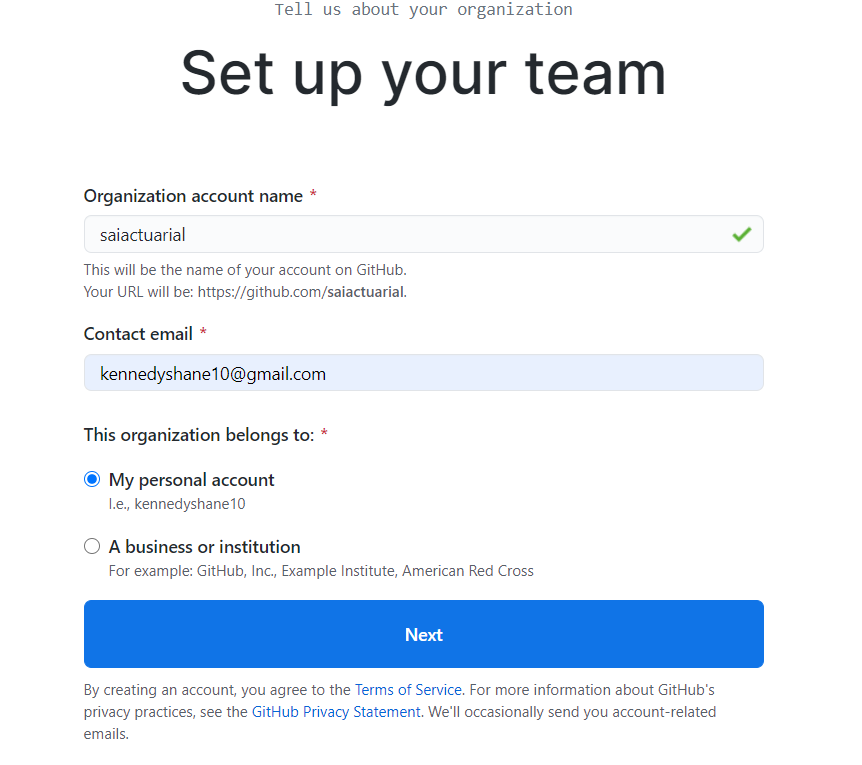 Tell us about your organization
Set up your team
Organization account name *
saiactuarial
This will be the name of your account on GitHub.
Your URL will be: https://github.com/saiactuarial.
Contact email *
kennedyshane10@gmail.com
This organization belongs to: *
My personal account
I.e., kennedyshane10
A business or institution
For example: GitHub, Inc., Example Institute, American Red Cross
Next
By creating an account, you agree to the Terms of Service. For more information about GitHub's
privacy practices, see the GitHub Privacy Statement. We'll occasionally send you account-related
emails.